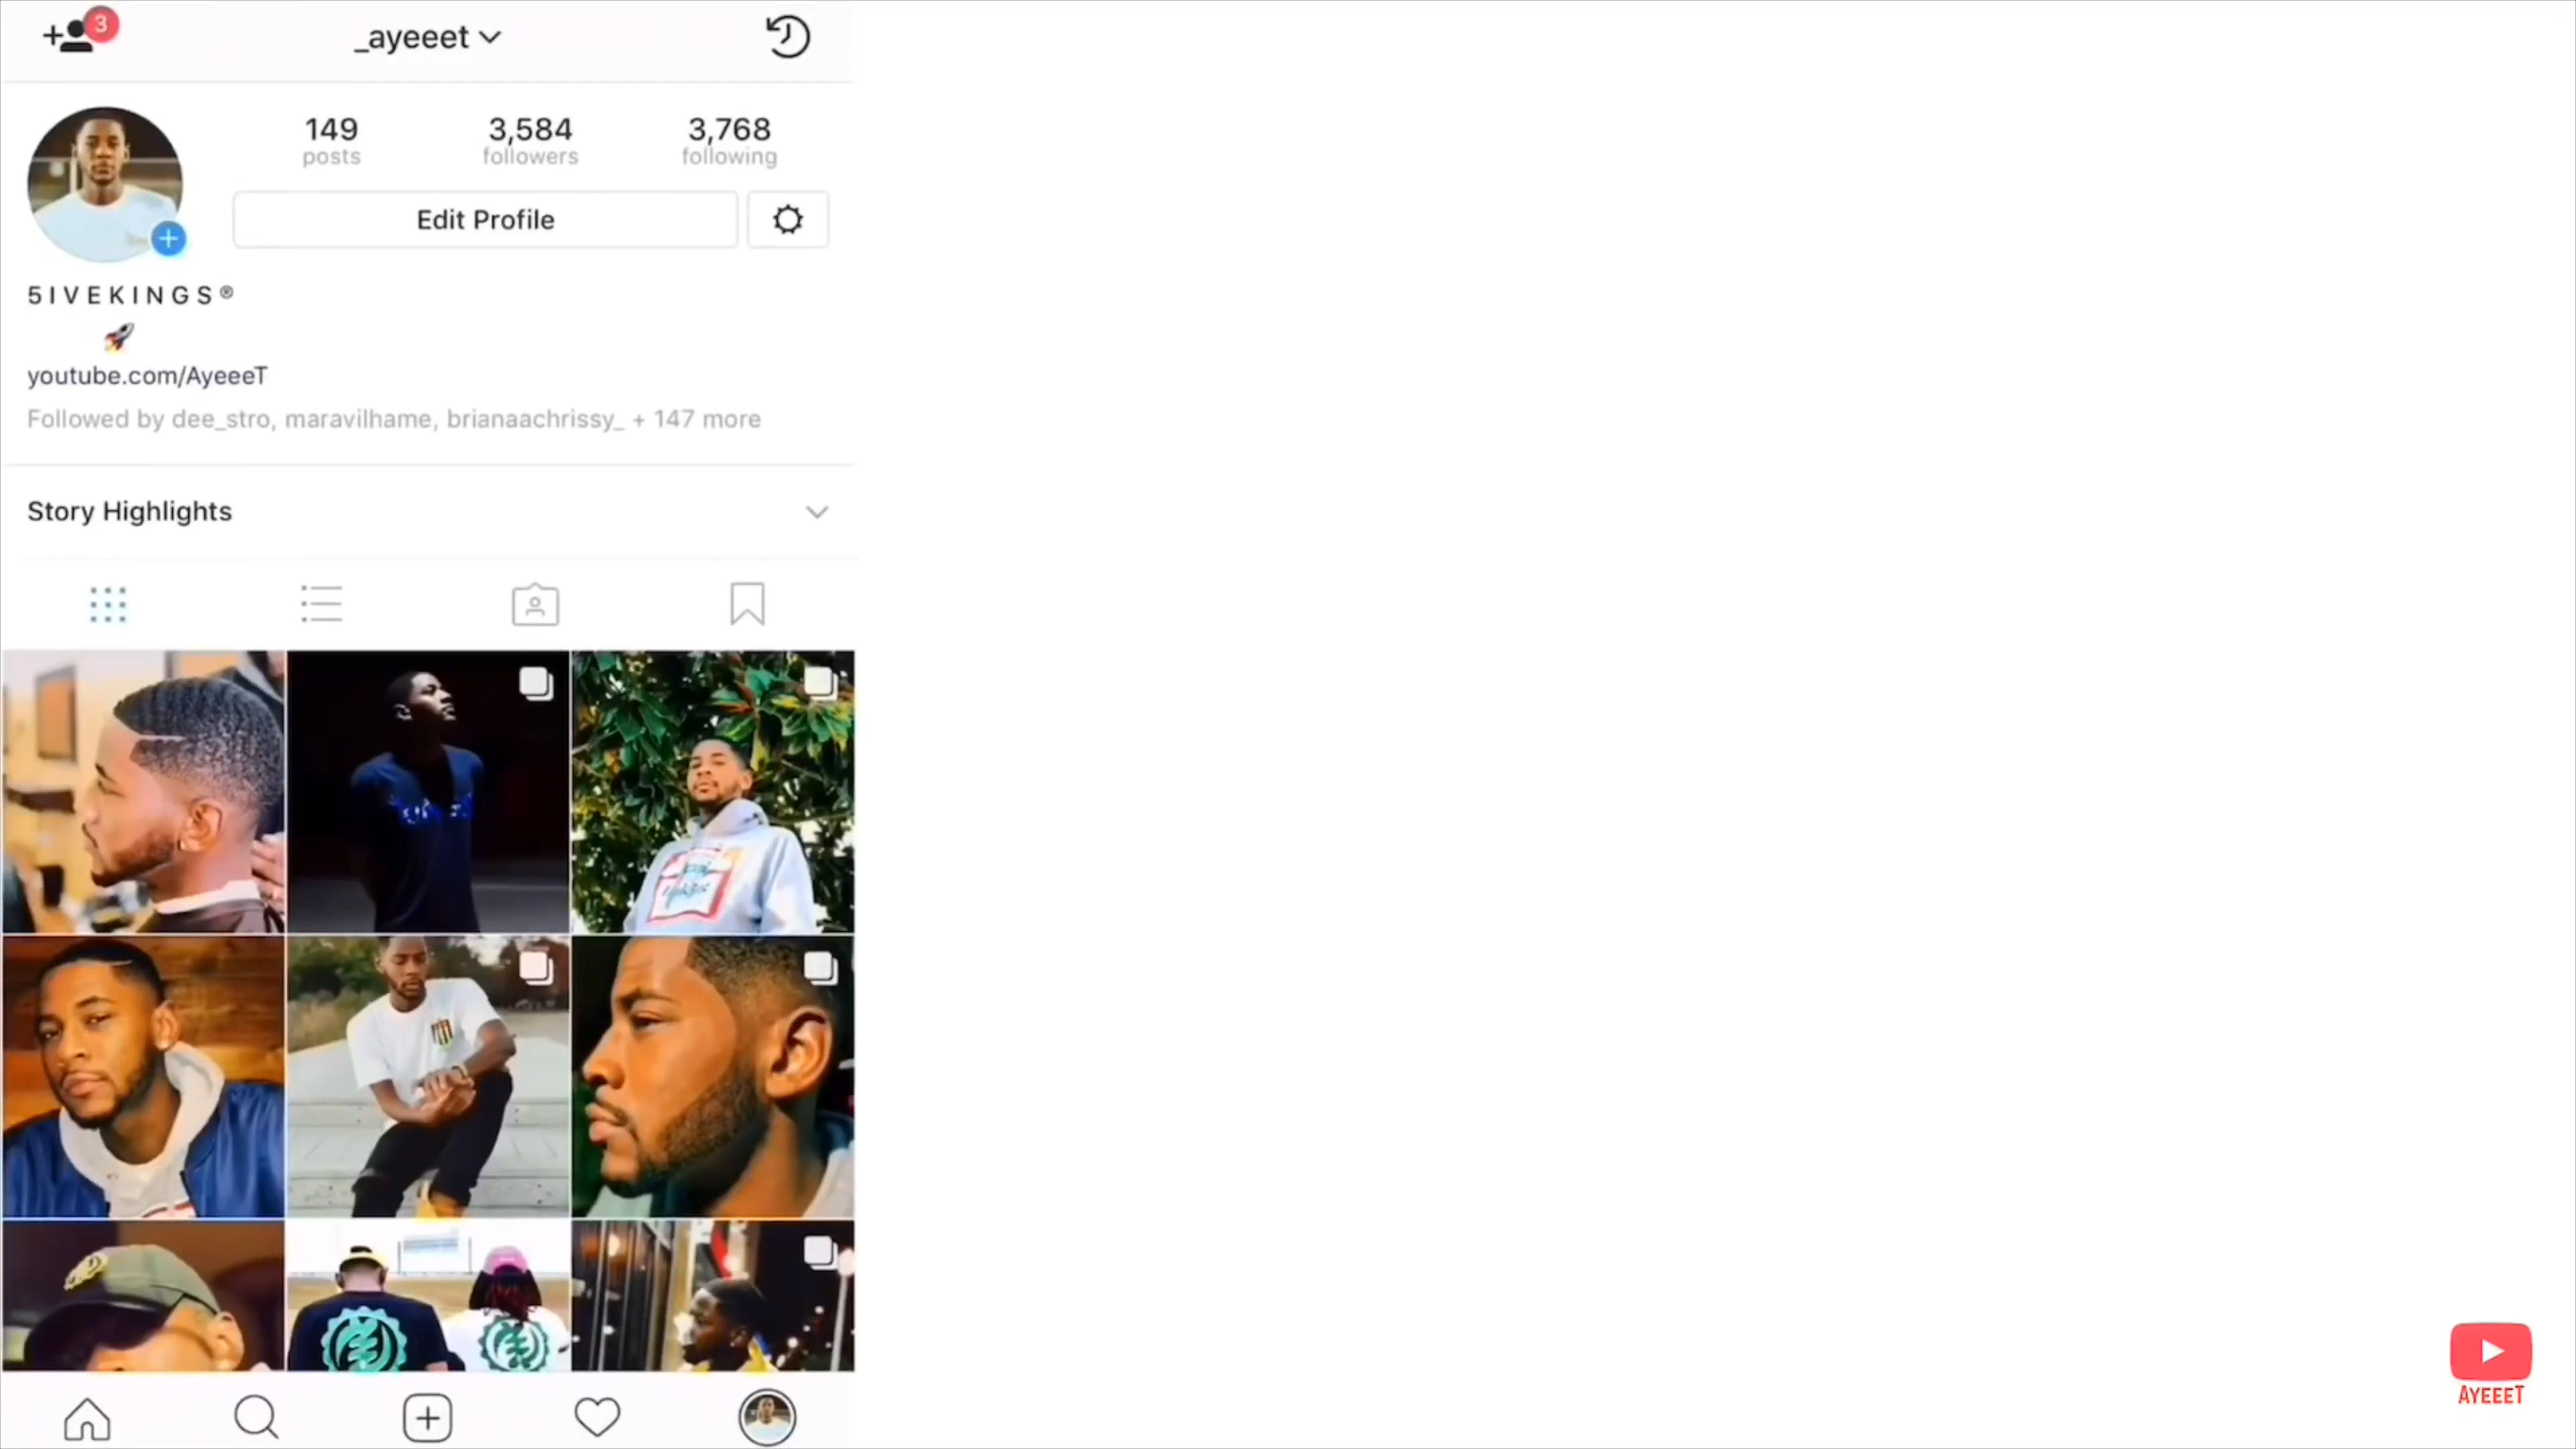 3
_ayeeet
149
3,584
3,768
posts
followers
following
Edit Profile
5IVEKINGS®
youtube.com/AyeeeT
Followed by dee_stro, maravilhame, brianaachrissy_ + 147 more
Story Highlights
AYEEET